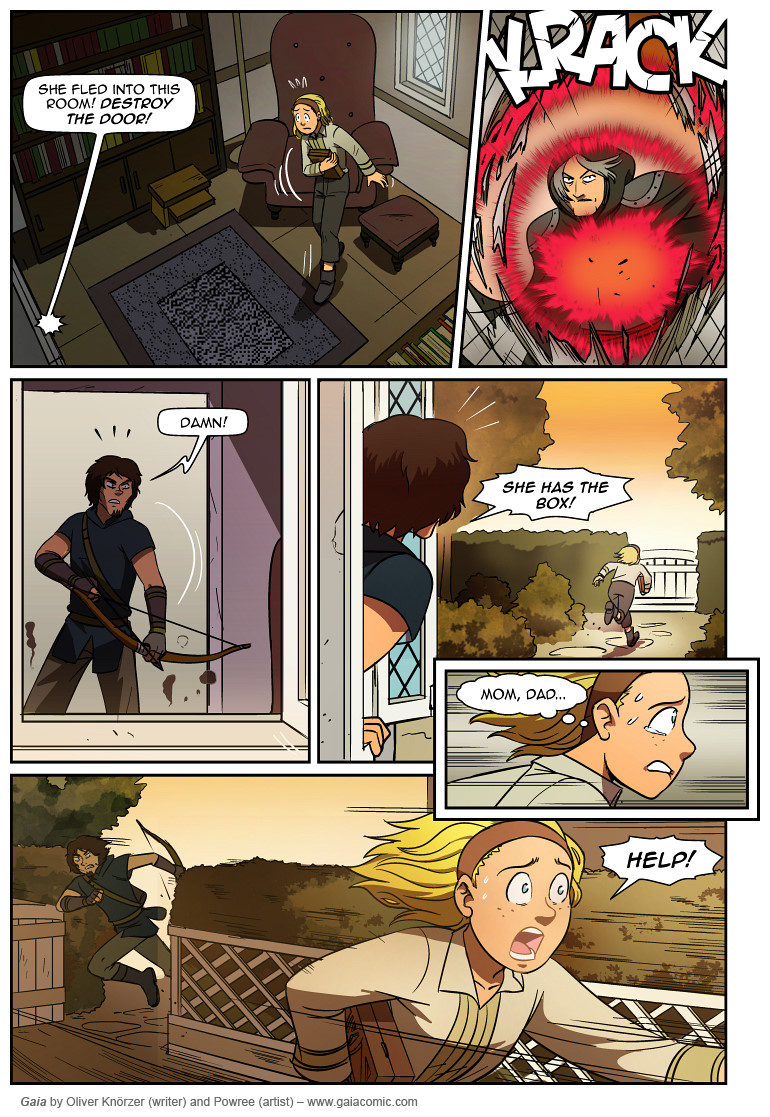 SHE FLED INTO THIS
ROOM! DESTROY
THE DOOR!
KRACK
DAMN!
SHE HAS THE
BOX!
MOM, DAD...
HELP!
Gaia by Oliver Knörzer (writer) and Powree (artist) – www.gaiacomic.com